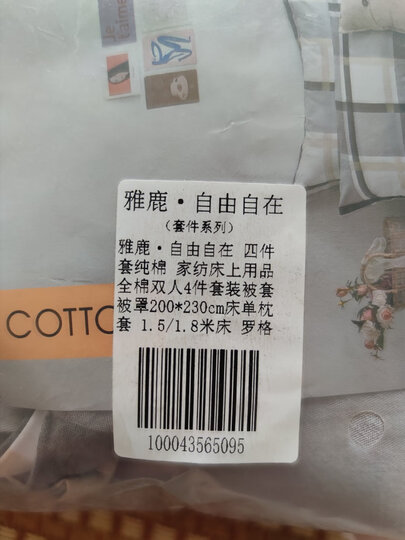 Je
t'aime
雅鹿·自由自在
（套件系列）
雅鹿·自由自在 四件
套纯棉 家纺床上用品
全棉双人4件套装被套
被罩200*230cm床单枕
套 1.5/1.8米床 罗格
COTTO
100043565095